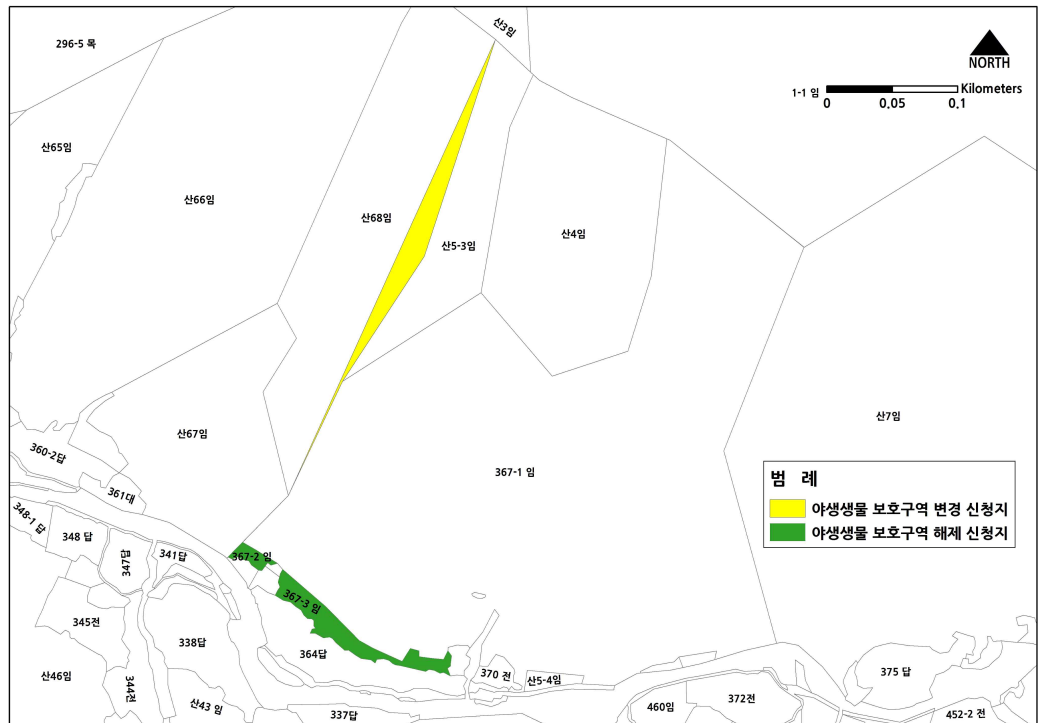 산3임
296-5 목
NORTH
1-1 임
Kilometers
0 0.05 0.1
산65임
산66임
산68임
산5-3임
산4임
산7임
산67임
360-2답
361대
367-1 임
범 례
야생생물 보호구역 변경 신청지
야생생물 보호구역 해제 신청지
348-1 답
348 답
347답
341답
367-2 임
367-3 임
345전
338답
364답
370 전
산5-4임
375 답
산46임
344전
산43 임
337답
460임
372전
452-2 전